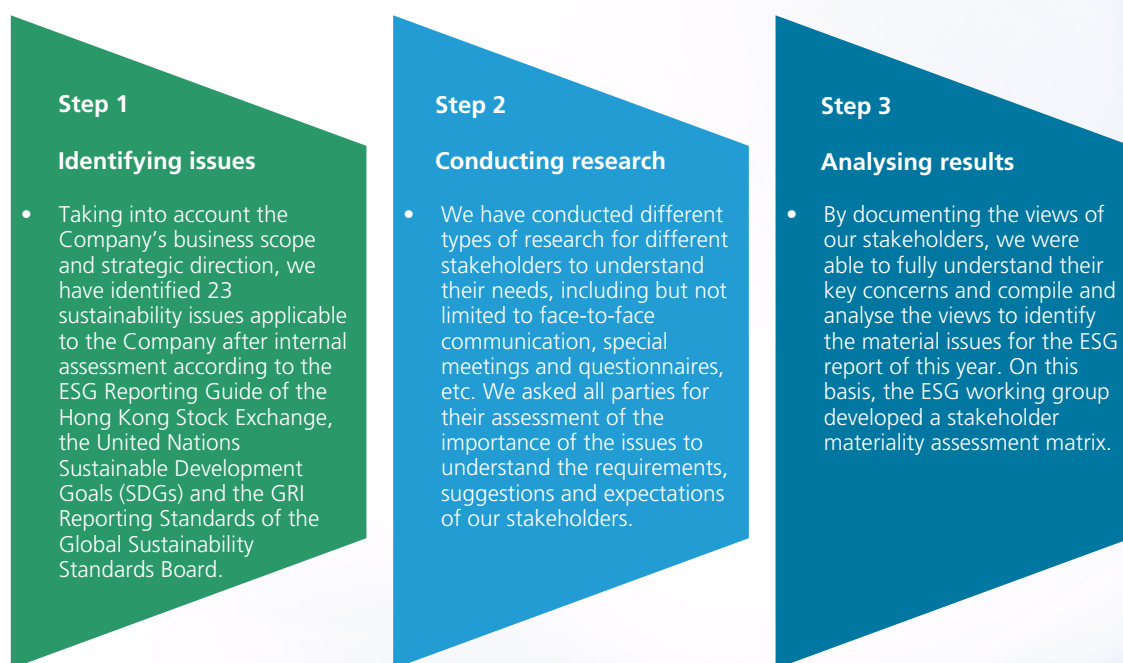 Step 1
Identifying issues
• Taking into account the
Company's business scope
and strategic direction, we
have identified 23
sustainability issues applicable
to the Company after internal
assessment according to the
ESG Reporting Guide of the
Hong Kong Stock Exchange,
the United Nations
Sustainable Development
Goals (SDGs) and the GRI
Reporting Standards of the
Global Sustainability
Standards Board.
Step 2
Conducting research
• We have conducted different
types of research for different
stakeholders to understand
their needs, including but not
limited to face-to-face
communication, special
meetings and questionnaires,
etc. We asked all parties for
their assessment of the
importance of the issues to
understand the requirements,
suggestions and expectations
of our stakeholders.
Step 3
Analysing results
• By documenting the views of
our stakeholders, we were
able to fully understand their
key concerns and compile and
analyse the views to identify
the material issues for the ESG
report of this year. On this
basis, the ESG working group
developed a stakeholder
materiality assessment matrix.